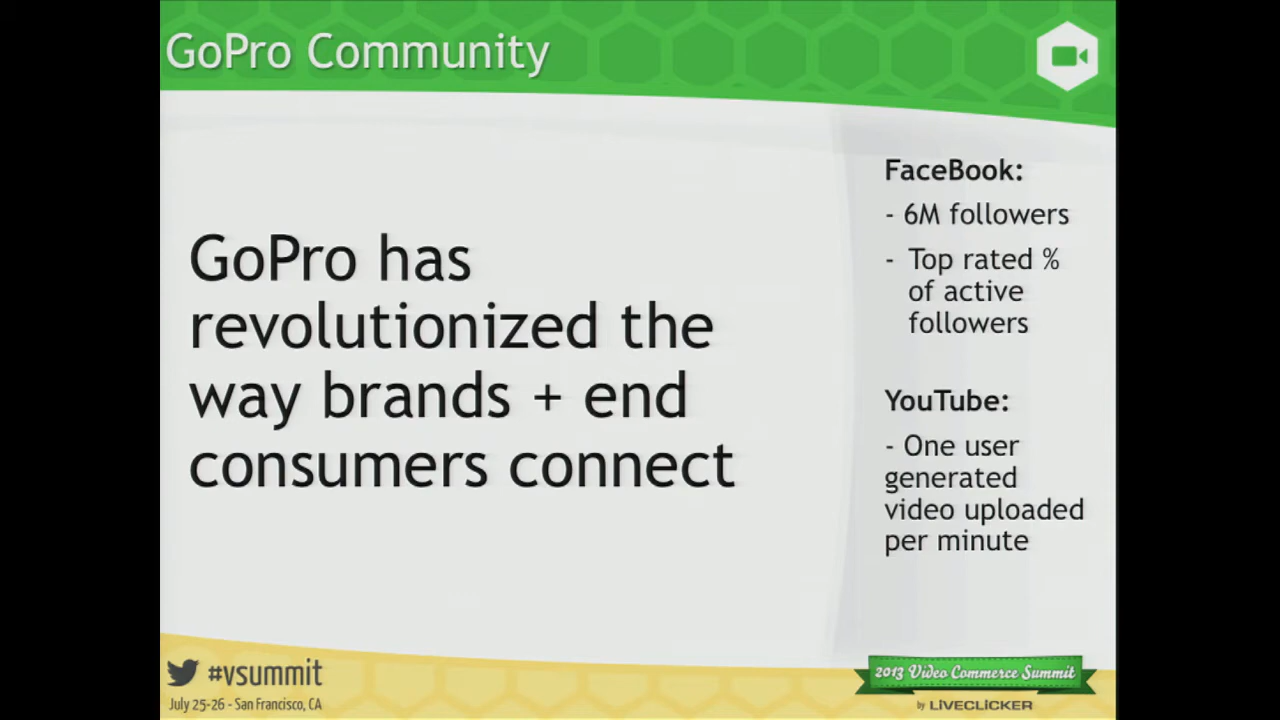 GoPro Community
GoPro has
revolutionized the
way brands + end
consumers connect
FaceBook:
- 6M followers
- Top rated %
of active
followers
YouTube:
- One user
generated
video uploaded
per minute
#vsummit
July 25-26 - San Francisco, CA
2013 Video Commerce Summit
by LIVECLICKER